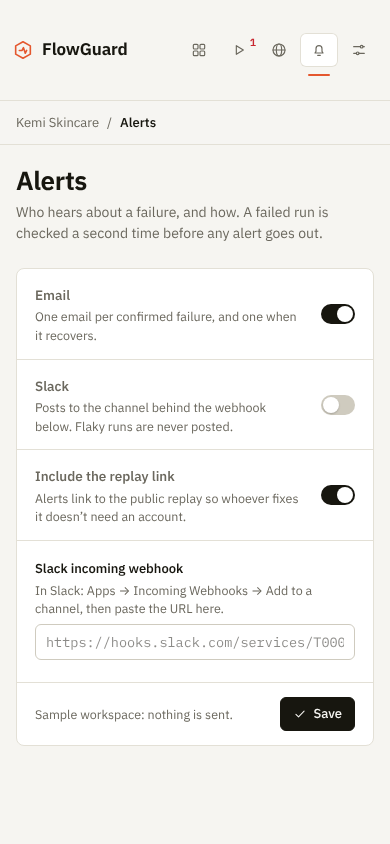 FlowGuard
1
Kemi Skincare / Alerts
Alerts
Who hears about a failure, and how. A failed run is
checked a second time before any alert goes out.
Email
One email per confirmed failure, and one when
it recovers.
Slack
Posts to the channel behind the webhook
below. Flaky runs are never posted.
Include the replay link
Alerts link to the public replay so whoever fixes
it doesn’t need an account.
Slack incoming webhook
In Slack: Apps → Incoming Webhooks → Add to a
channel, then paste the URL here.
https://hooks.slack.com/services/T000
Sample workspace: nothing is sent.
Save